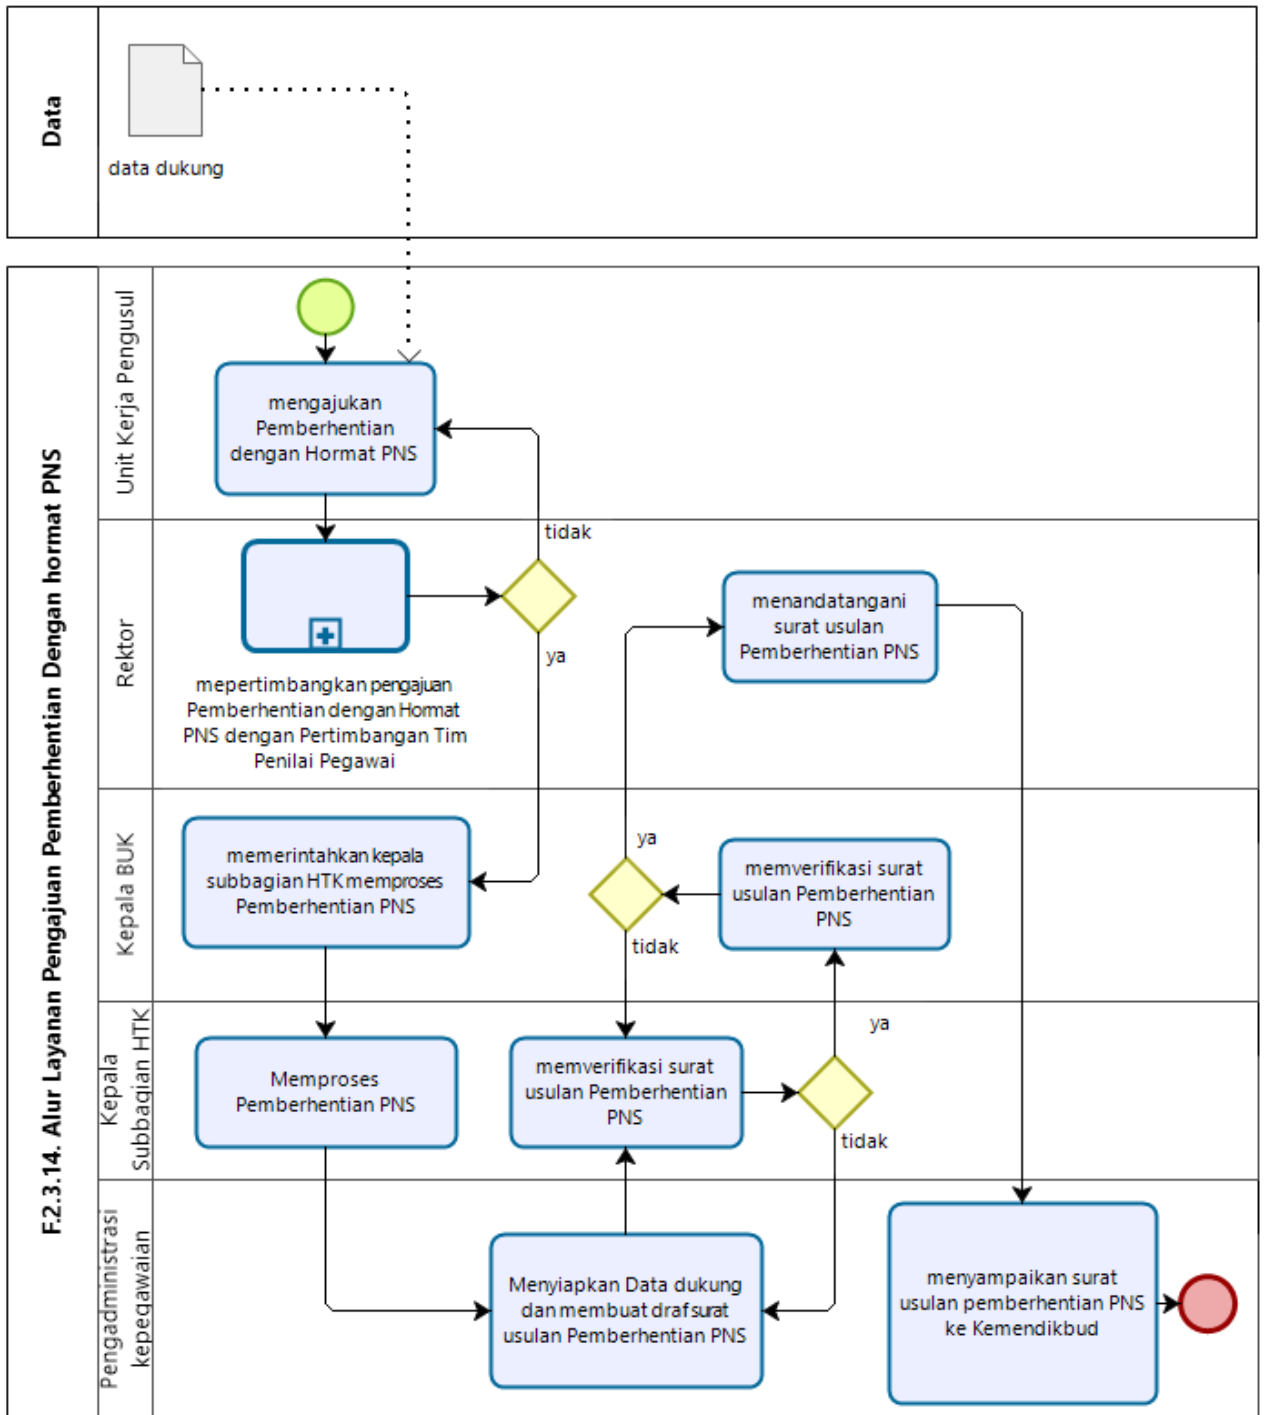 Data
data dukung
F.2.3.14. Alur Layanan Pengajuan Pemberhentian Dengan hormat PNS
Unit Kerja Pengusul
mengajukan
Pemberhentian
dengan Hormat PNS
tidak
Rektor
ya
mepertimbangkan pengajuan
Pemberhentian dengan Hormat
PNS dengan Pertimbangan Tim
Penilai Pegawai
menandatangani
surat usulan
Pemberhentian PNS
Kepala BUK
memerintahkan kepala
subbagian HTK memproses
Pemberhentian PNS
ya
tidak
memverifikasi surat
usulan Pemberhentian
PNS
Kepala
Subbagian HTK
Memproses
Pemberhentian PNS
memverifikasi surat
usulan Pemberhentian
PNS
ya
tidak
Pengadministrasi
kepegawaian
Menyiapkan Data dukung
dan membuat draf surat
usulan Pemberhentian PNS
menyampaikan surat
usulan pemberhentian PNS
ke Kemendikbud